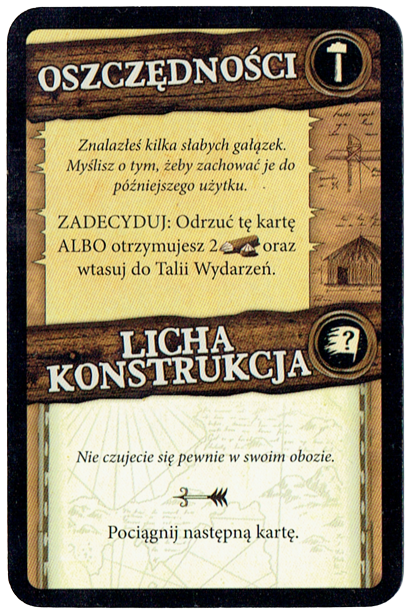 OSZCZĘDNOŚCI
Znalazłeś kilka słabych gałązek.
Myślisz o tym, żeby zachować je do
późniejszego użytku.
ZADECYDUJ: Odrzuć tę kartę
ALBO otrzymujesz 2 oraz
wtasuj do Talii Wydarzeń.
?
LICHA
KONSTRUKCJA
Nie czujecie się pewnie w swoim obozie.
Pociągnij następną kartę.